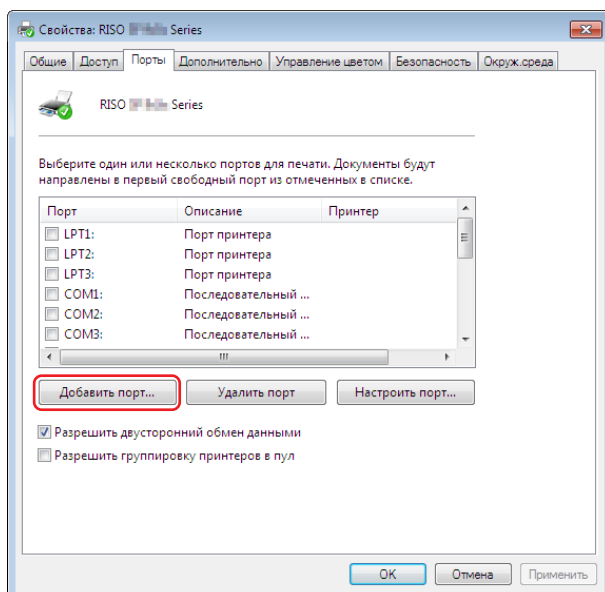 Свойства: RISO Series
Общие Доступ Порты Дополнительно Управление цветом Безопасность Окруж.среда
RISO Series
Выберите один или несколько портов для печати. Документы будут
направлены в первый свободный порт из отмеченных в списке.
Порт Описание Принтер
LPT1: Порт принтера
LPT2: Порт принтера
LPT3: Порт принтера
COM1: Последовательный ...
COM2: Последовательный ...
COM3: Последовательный ...
Добавить порт... Удалить порт Настроить порт...
Разрешить двусторонний обмен данными
Разрешить группировку принтеров в пул
OK Отмена Применить